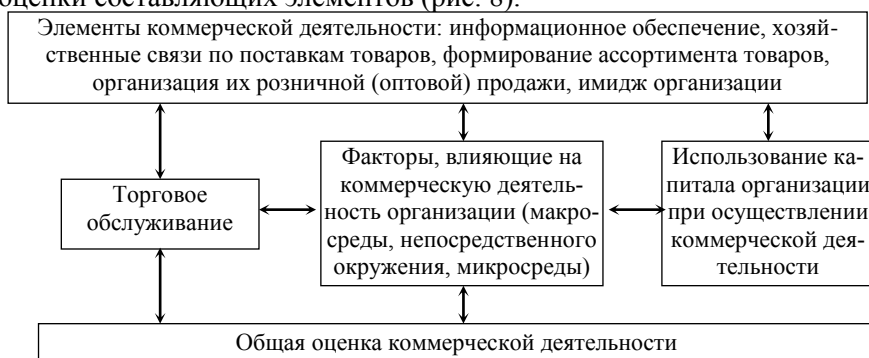 оценки составляющих элементов (рис. 8).
Элементы коммерческой деятельности: информационное обеспечение, хозяй-
ственные связи по поставкам товаров, формирование ассортимента товаров,
организация их розничной (оптовой) продажи, имидж организации
Торговое
обслуживание
Факторы, влияющие на
коммерческую деятель-
ность организации (макро-
среды, непосредственного
окружения, микросреды)
Использование ка-
питала организации
при осуществлении
коммерческой дея-
тельности
Общая оценка коммерческой деятельности